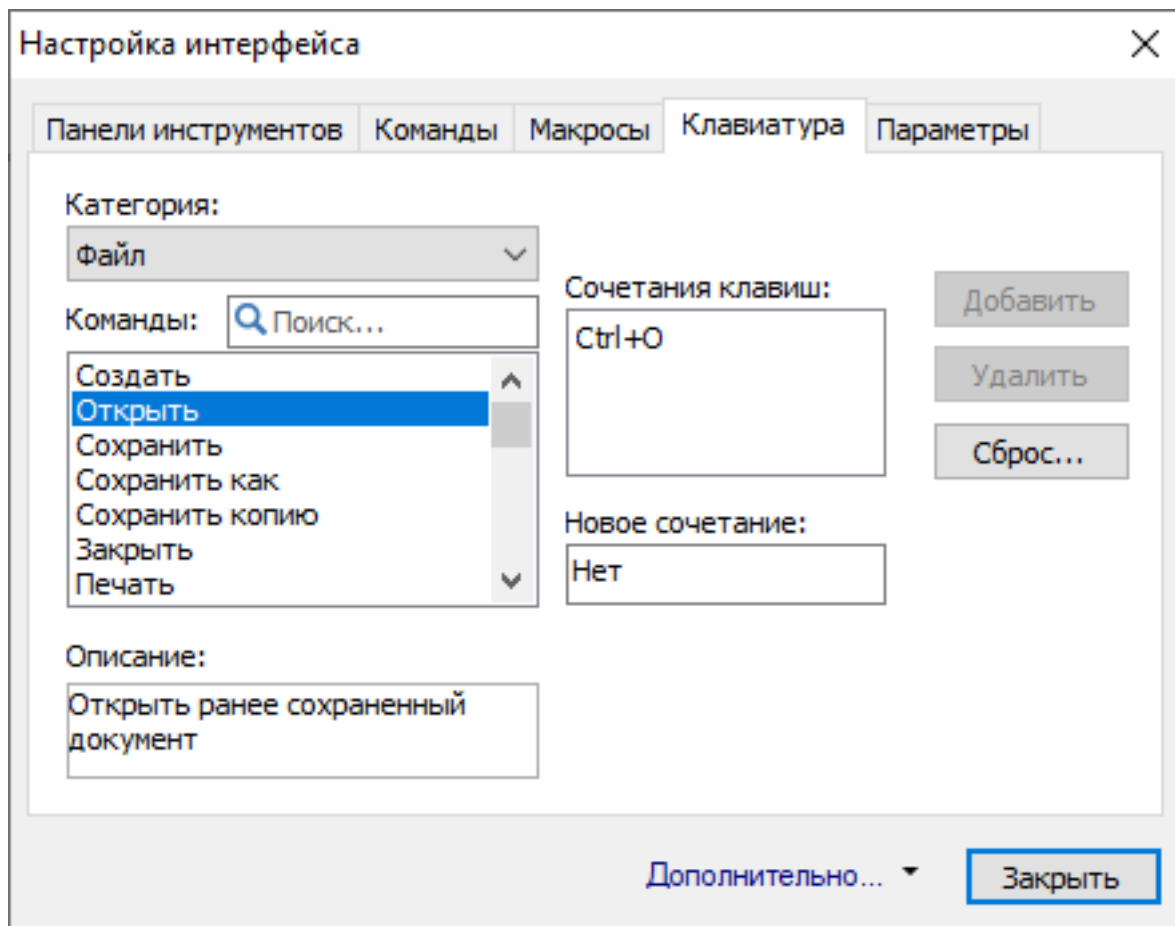 Настройка интерфейса
Панели инструментов
Команды
Макросы
Клавиатура
Параметры
Категория:
Файл
Команды:
Поиск...
Создать
Открыть
Сохранить
Сохранить как
Сохранить копию
Закрыть
Печать
Сочетания клавиш:
Ctrl+O
Добавить
Удалить
Сброс...
Новое сочетание:
Нет
Описание:
Открыть ранее сохраненный
документ
Дополнительно...
Закрыть